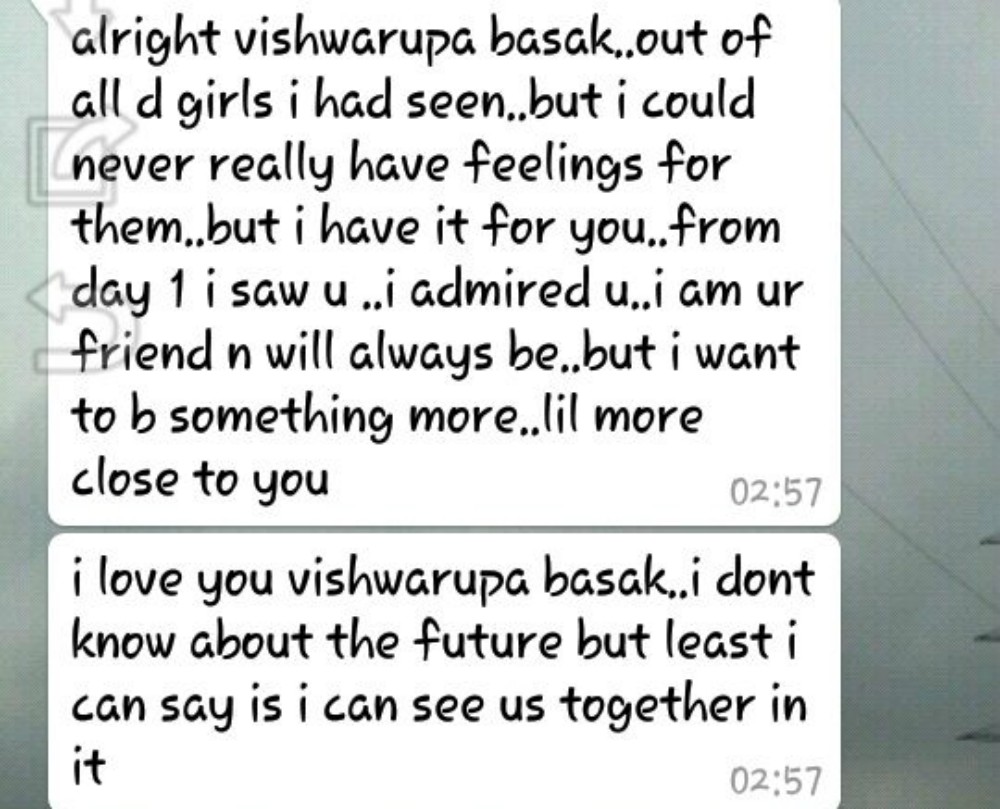 alright vishwarupa basak..out of
all d girls i had seen..but i could
never really have feelings for
them..but i have it for you..from
day 1 i saw u ..i admired u..i am ur
friend n will always be..but i want
to b something more..lil more
close to you
02:57
i love you vishwarupa basak..i dont
know about the future but least i
can say is i can see us together in
it
02:57